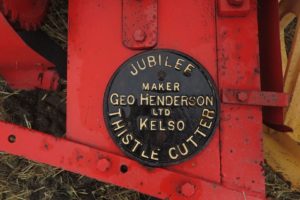 JUBILEE
MAKER
GEO HENDERSON
LTD
KELSO
THISTLE CUTTER